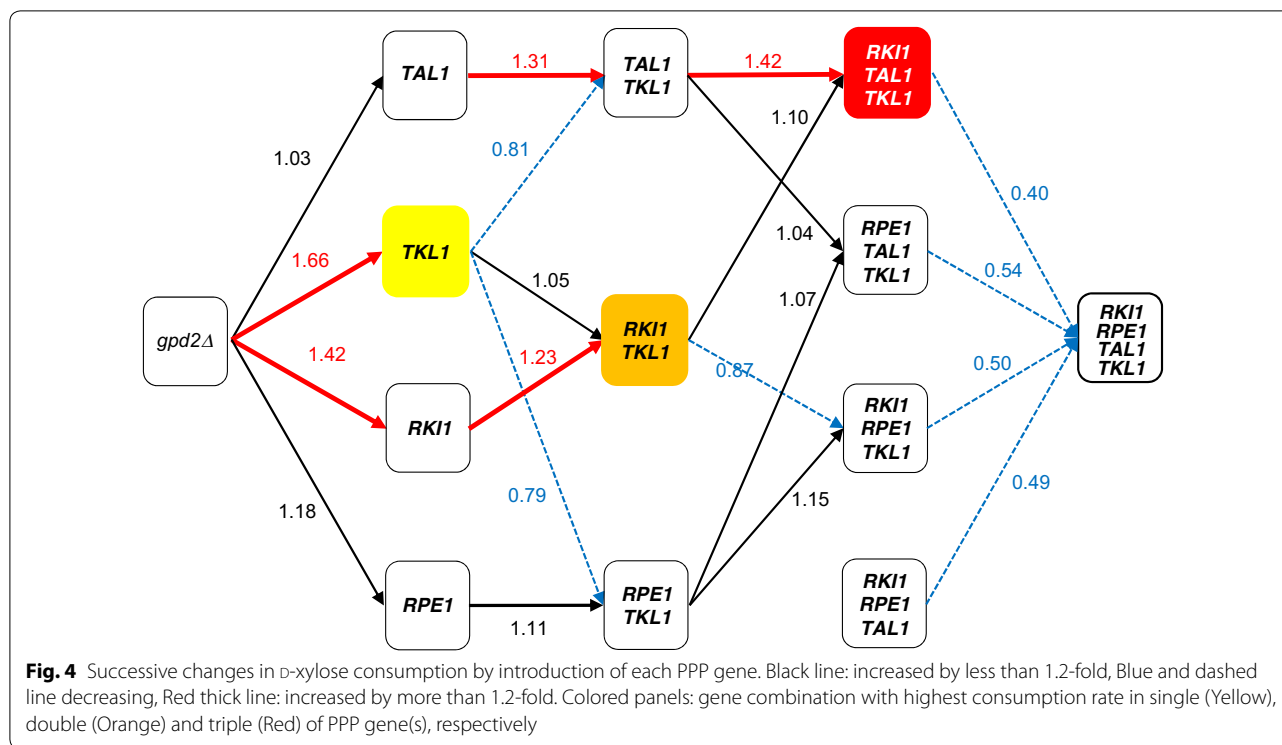 TAL1
1.31
TAL1
TKL1
1.42
RKI1
TAL1
TKL1
1.03
0.81
1.10
0.40
1.66
TKL1
1.05
1.04
RPE1
TAL1
TKL1
0.54
gpd2Δ
1.42
1.23
RKI1
TKL1
1.07
RKI1
RPE1
TAL1
TKL1
0.87
0.50
RKI1
RKI1
RPE1
TKL1
1.18
0.79
1.15
0.49
RPE1
1.11
RPE1
TKL1
RKI1
RPE1
TAL1
Fig. 4 Successive changes in D-xylose consumption by introduction of each PPP gene. Black line: increased by less than 1.2-fold, Blue and dashed
line decreasing, Red thick line: increased by more than 1.2-fold. Colored panels: gene combination with highest consumption rate in single (Yellow),
double (Orange) and triple (Red) of PPP gene(s), respectively